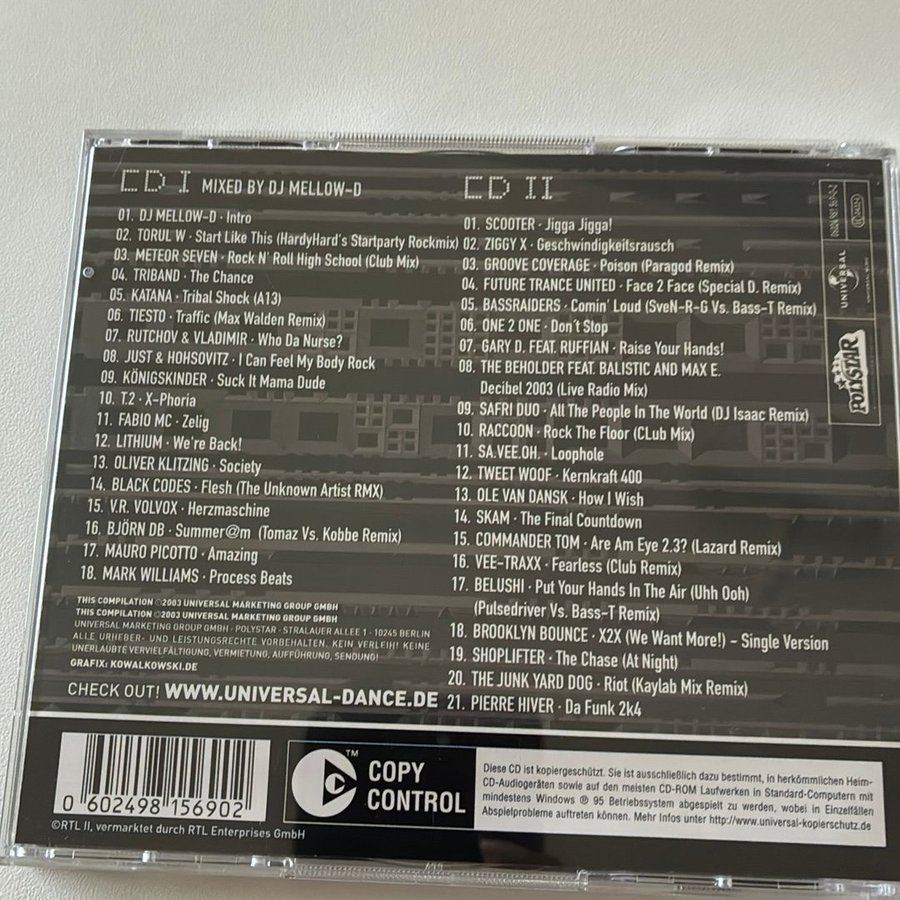 CD I MIXED BY DJ MELLOW-D
01. DJ MELLOW-D · Intro
02. TORUL W · Start Like This (HardyHard's Startparty Rockmix)
03. METEOR SEVEN · Rock N' Roll High School (Club Mix)
04. TRIBAND · The Chance
05. KATANA · Tribal Shock (A13)
06. TIESTO · Traffic (Max Walden Remix)
07. RUTCHOV & VLADIMIR · Who Da Nurse?
08. JUST & HOHSOVITZ · I Can Feel My Body Rock
09. KÖNIGSKINDER · Suck It Mama Dude
10. T.2 · X-Phoria
11. FABIO MC · Zelig
12. LITHIUM · We're Back!
13. OLIVER KLITZING · Society
14. BLACK CODES · Flesh (The Unknown Artist RMX)
15. V.R. VOLVOX · Herzmaschine
16. BJÖRN DB · Summer@m (Tomaz Vs. Kobbe Remix)
17. MAURO PICOTTO · Amazing
18. MARK WILLIAMS · Process Beats
THIS COMPILATION ℗2003 UNIVERSAL MARKETING GROUP GMBH
THIS COMPILATION ©2003 UNIVERSAL MARKETING GROUP GMBH
UNIVERSAL MARKETING GROUP GMBH · POLYSTAR · STRALAUER ALLEE 1 · 10245 BERLIN
ALLE URHEBER- UND LEISTUNGSRECHTE VORBEHALTEN. KEIN VERLEIH! KEINE
UNERLAUBTE VERVIELFÄLTIGUNG, VERMIETUNG, AUFFÜHRUNG, SENDUNG!
GRAFIX: KOWALKOWSKI.DE
CHECK OUT! WWW.UNIVERSAL-DANCE.DE
CD II
01. SCOOTER · Jigga Jigga!
02. ZIGGY X · Geschwindigkeitsrausch
03. GROOVE COVERAGE · Poison (Paragod Remix)
04. FUTURE TRANCE UNITED · Face 2 Face (Special D. Remix)
05. BASSRAIDERS · Comin' Loud (SveN-R-G Vs. Bass-T Remix)
06. ONE 2 ONE · Don't Stop
07. GARY D. FEAT. RUFFIAN · Raise Your Hands!
08. THE BEHOLDER FEAT. BALISTIC AND MAX E.
Decibel 2003 (Live Radio Mix)
09. SAFRI DUO · All The People In The World (DJ Isaac Remix)
10. RACCOON · Rock The Floor (CLub Mix)
11. SA.VEE.OH. · Loophole
12. TWEET WOOF · Kernkraft 400
13. OLE VAN DANSK · How I Wish
14. SKAM · The Final Countdown
15. COMMANDER TOM · Are Am Eye 2.3? (Lazard Remix)
16. VEE-TRAXX · Fearless (Club Remix)
17. BELUSHI · Put Your Hands In The Air (Uhh Ooh)
(Pulsedriver Vs. Bass-T Remix)
18. BROOKLYN BOUNCE · X2X (We Want More!) – Single Version
19. SHOPLIFTER · The Chase (At Night)
20. THE JUNK YARD DOG · Riot (Kaylab Mix Remix)
21. PIERRE HIVER · Da Funk 2k4
UNIVERSAL
POLYSTAR
0 602498 156902
©RTL II, vermarktet durch RTL Enterprises GmbH
TM
COPY
CONTROL
Diese CD ist kopiergeschützt. Sie ist ausschließlich dazu bestimmt, in herkömmlichen Heim-
CD-Audiogeräten sowie auf den meisten CD-ROM Laufwerken in Standard-Computern mit
mindestens Windows ® 95 Betriebssystem abgespielt zu werden, wobei in Einzelfällen
Abspielprobleme auftreten können. Mehr Infos unter http://www.universal-kopierschutz.de